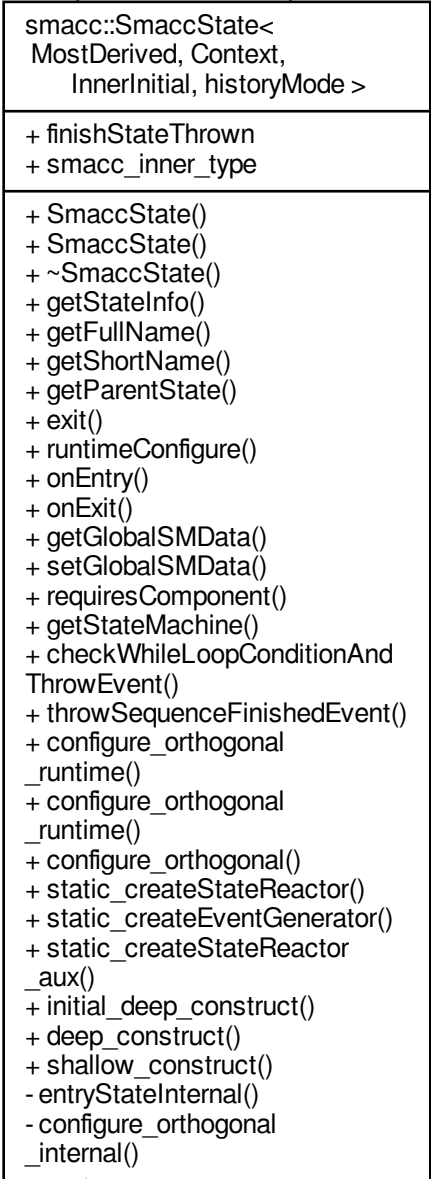 smacc::SmaccState<
MostDerived, Context,
InnerInitial, historyMode >
+ finishStateThrown
+ smacc_inner_type
+ SmaccState()
+ SmaccState()
+ ~SmaccState()
+ getStateInfo()
+ getFullName()
+ getShortName()
+ getParentState()
+ exit()
+ runtimeConfigure()
+ onEntry()
+ onExit()
+ getGlobalSMData()
+ setGlobalSMData()
+ requiresComponent()
+ getStateMachine()
+ checkWhileLoopConditionAnd
ThrowEvent()
+ throwSequenceFinishedEvent()
+ configure_orthogonal
_runtime()
+ configure_orthogonal
_runtime()
+ configure_orthogonal()
+ static_createStateReactor()
+ static_createEventGenerator()
+ static_createStateReactor
_aux()
+ initial_deep_construct()
+ deep_construct()
+ shallow_construct()
- entryStateInternal()
- configure_orthogonal
_internal()